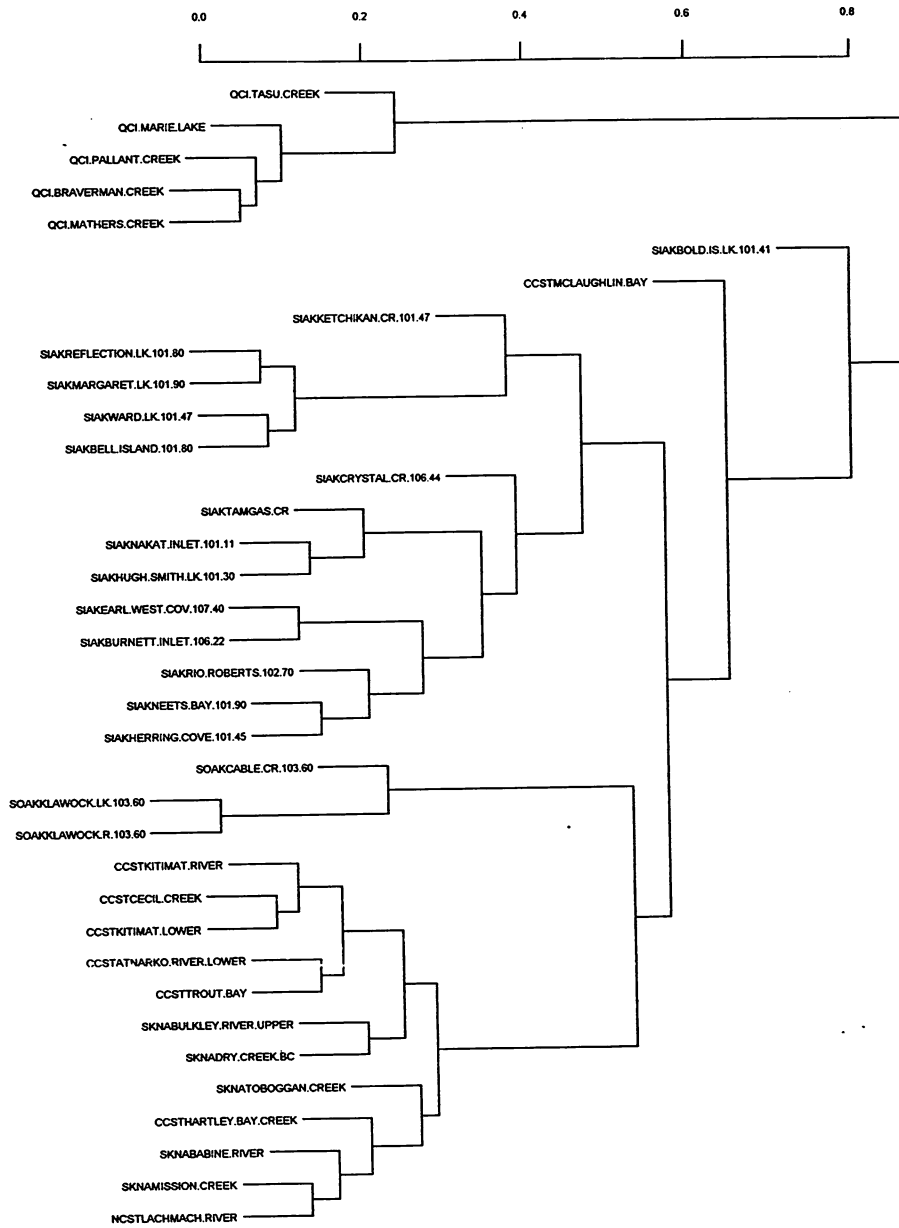 0.0 0.2 0.4 0.6 0.8
QCI.TASU.CREEK
QCI.MARIE.LAKE
QCI.PALLANT.CREEK
QCI.BRAVERMAN.CREEK
QCI.MATHERS.CREEK
SIAKBOLD.IS.LK.101.41
CCSTMCLAUGHLIN.BAY
SIAKKETCHIKAN.CR.101.47
SIAKREFLECTION.LK.101.80
SIAKMARGARET.LK.101.90
SIAKWARD.LK.101.47
SIAKBELL.ISLAND.101.80
SIAKCRYSTAL.CR.106.44
SIAKTAMGAS.CR
SIAKNAKAT.INLET.101.11
SIAKHUGH.SMITH.LK.101.30
SIAKEARL.WEST.COV.107.40
SIAKBURNETT.INLET.106.22
SIAKRIO.ROBERTS.102.70
SIAKNEETS.BAY.101.90
SIAKHERRING.COVE.101.45
SOAKCABLE.CR.103.60
SOAKKLAWOCK.LK.103.60
SOAKKLAWOCK.R.103.60
CCSTKITIMAT.RIVER
CCSTCECIL.CREEK
CCSTKITIMAT.LOWER
CCSTATNARKO.RIVER.LOWER
CCSTTROUT.BAY
SKNABULKLEY.RIVER.UPPER
SKNADRY.CREEK.BC
SKNATOBOGGAN.CREEK
CCSTHARTLEY.BAY.CREEK
SKNABABINE.RIVER
SKNAMISSION.CREEK
NCSTLACHMACH.RIVER